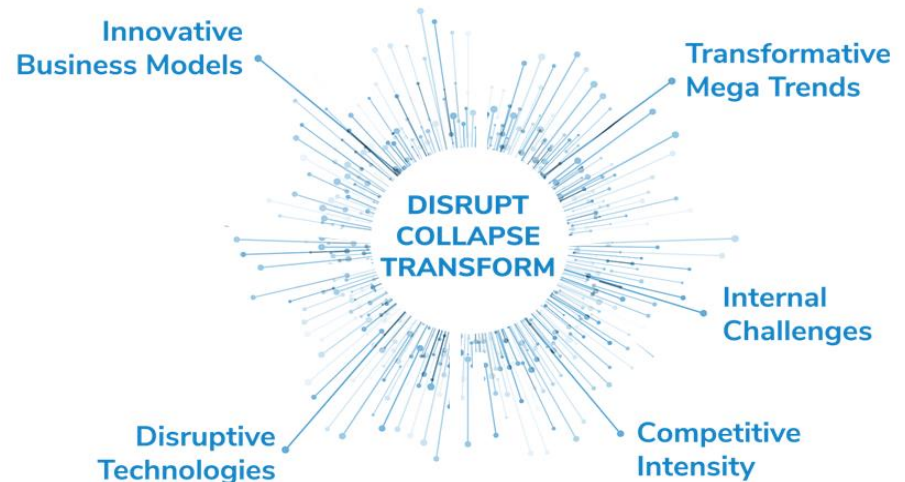 Innovative
Business Models
Transformative
Mega Trends
DISRUPT
COLLAPSE
TRANSFORM
Internal
Challenges
Disruptive
Technologies
Competitive
Intensity